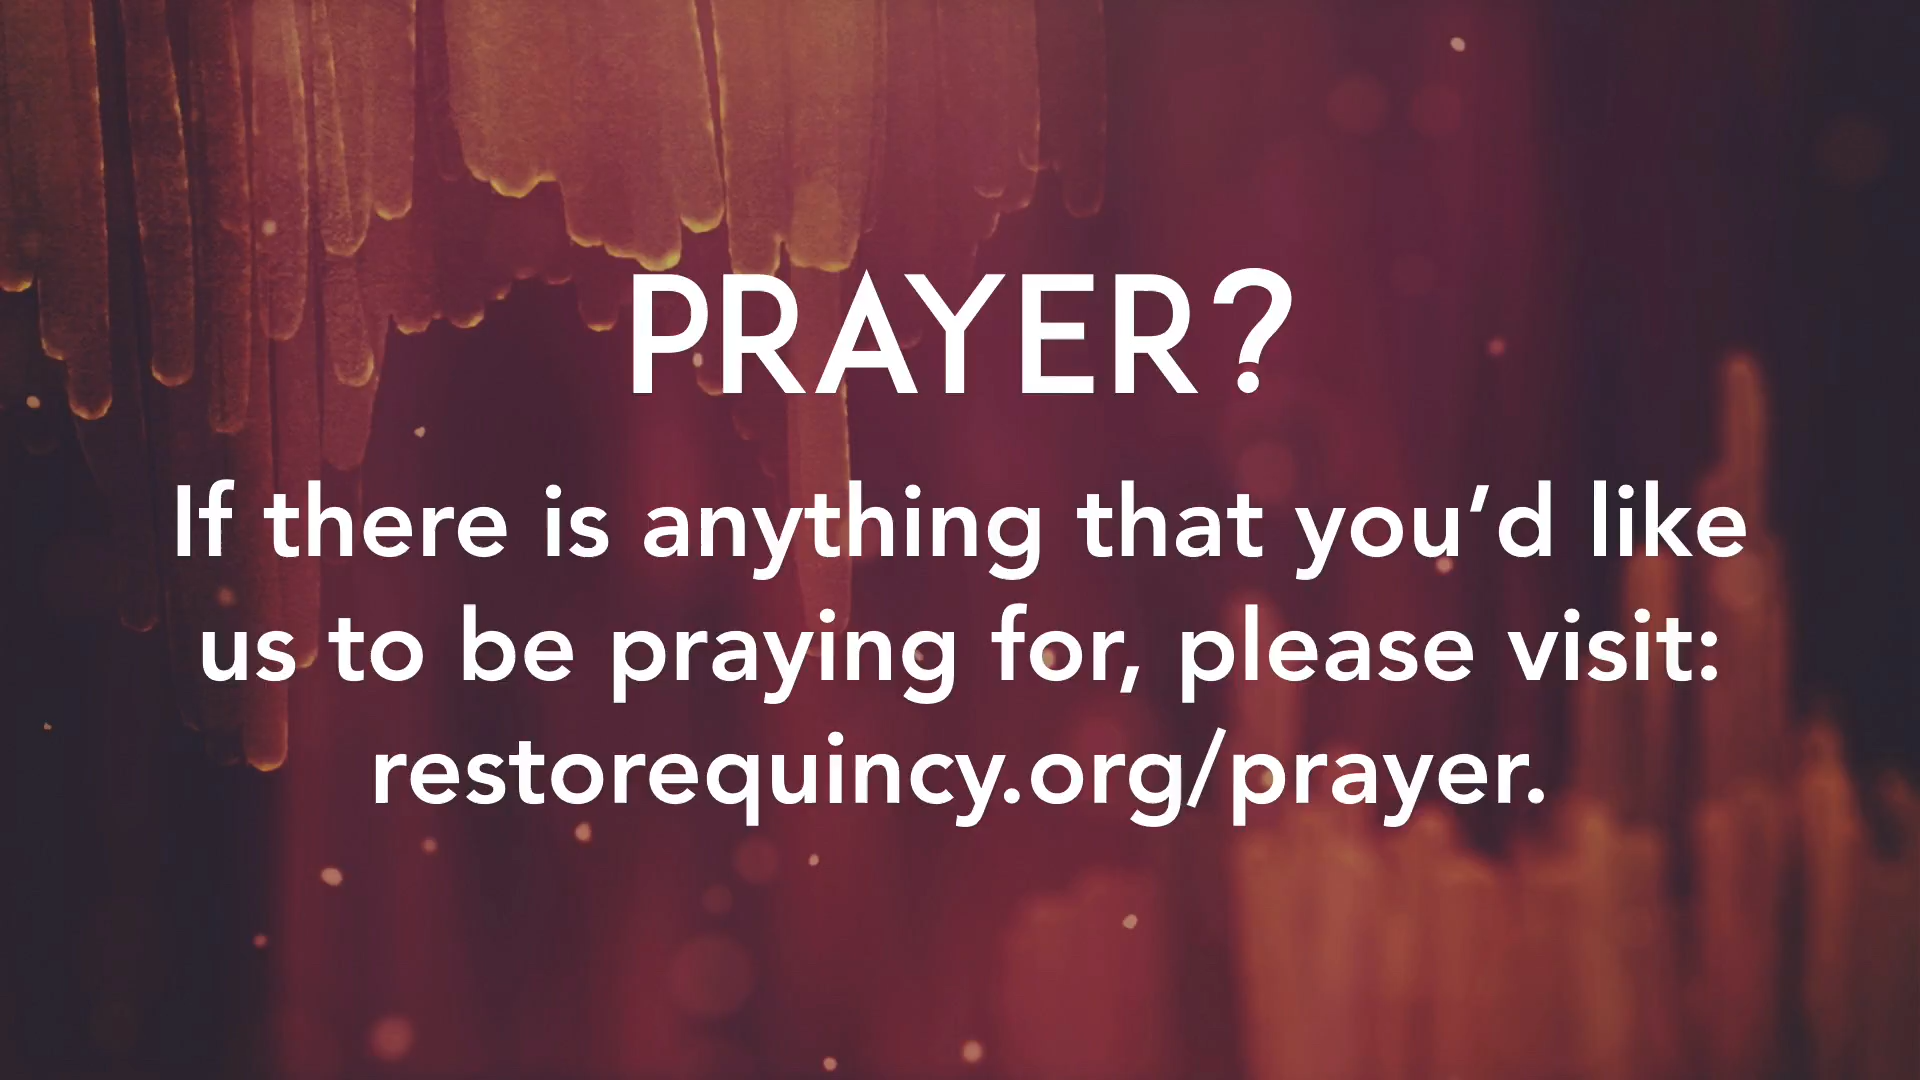 PRAYER?
If there is anything that you’d like
us to be praying for, please visit:
restorequincy.org/prayer.